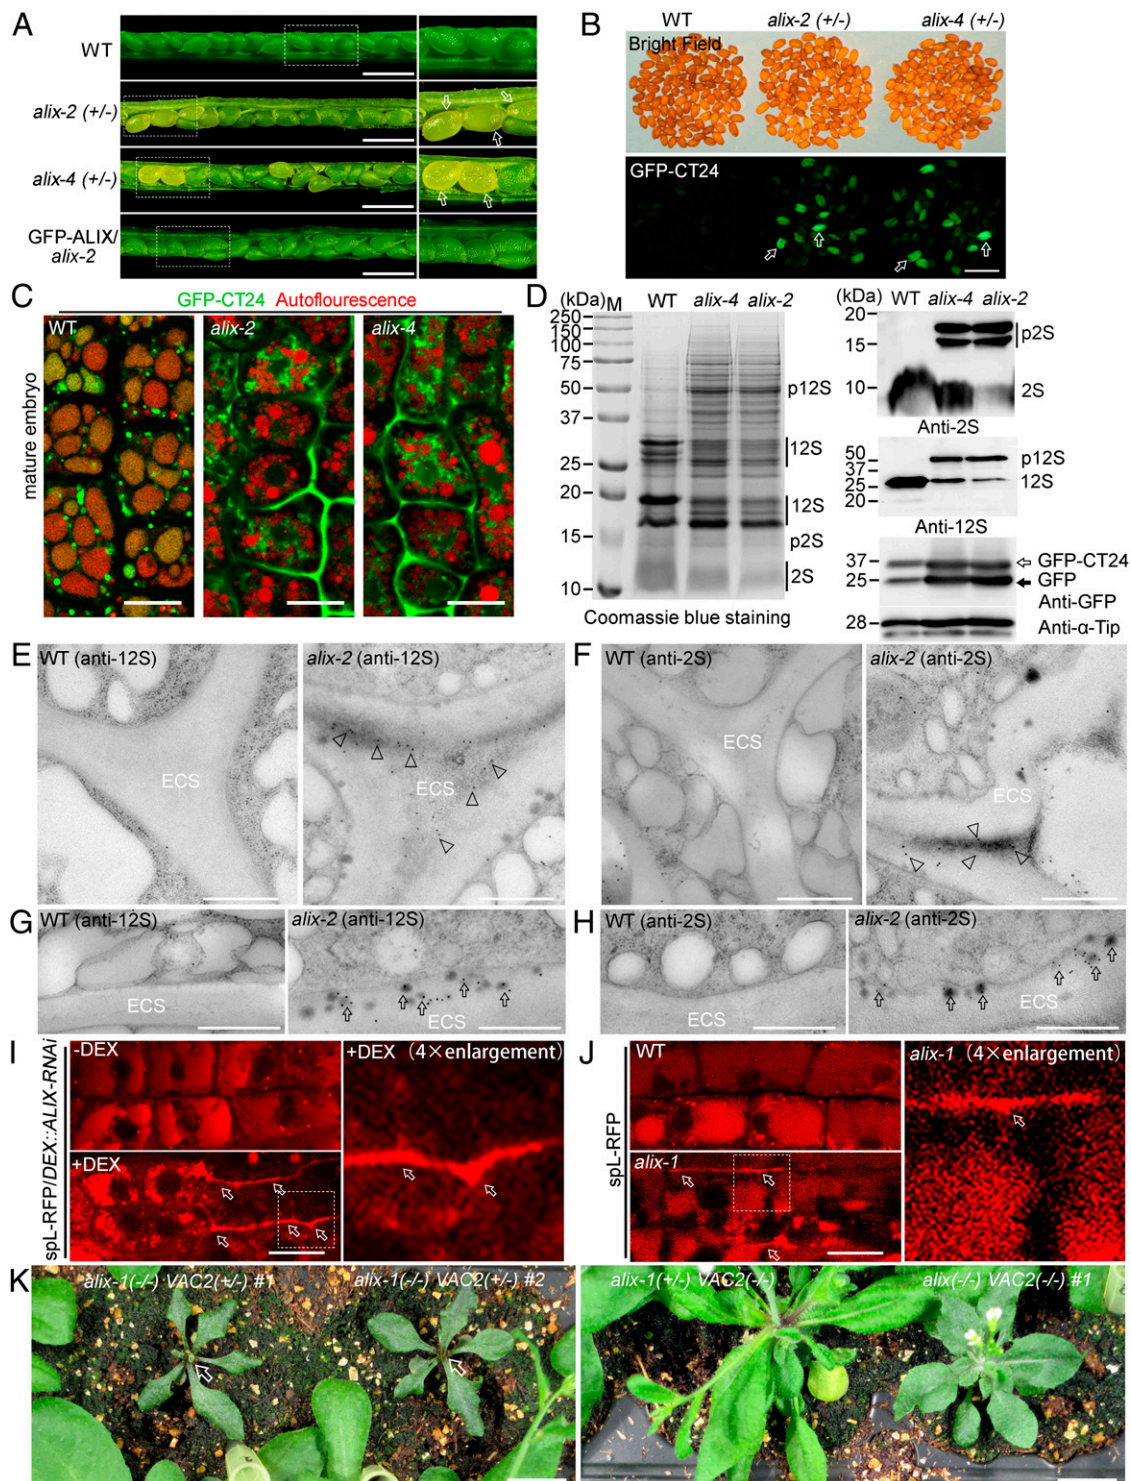 A
WT
alix-2 (+/-)
alix-4 (+/-)
GFP-ALIX/
alix-2
B
WT alix-2 (+/-) alix-4 (+/-)
Bright Field
GFP-CT24
C
GFP-CT24 Autoflourescence
WT alix-2 alix-4
mature embryo
D
(kDa) M WT alix-4 alix-2
250
150
100
75
50
37
25
20
15
10
p12S
12S
12S
p2S
2S
Coomassie blue staining
(kDa) WT alix-4 alix-2
20
15
10
p2S
2S
Anti-2S
50
37
25
20
p12S
12S
Anti-12S
37
25
GFP-CT24
GFP
Anti-GFP
28
Anti-α-Tip
E
WT (anti-12S)
ECS
alix-2 (anti-12S)
ECS
F
WT (anti-2S)
ECS
alix-2 (anti-2S)
ECS
G
WT (anti-12S)
ECS
alix-2 (anti-12S)
ECS
H
WT (anti-2S)
ECS
alix-2 (anti-2S)
ECS
I
spL-RFP/DEX::ALIX-RNAi
-DEX
+DEX
+DEX (4×enlargement)
J
spL-RFP
WT
alix-1
alix-1 (4×enlargement)
K
alix-1(-/-) VAC2(+/-) #1
alix-1(-/-) VAC2(+/-) #2
alix-1(+/-) VAC2(-/-)
alix(-/-) VAC2(-/-) #1